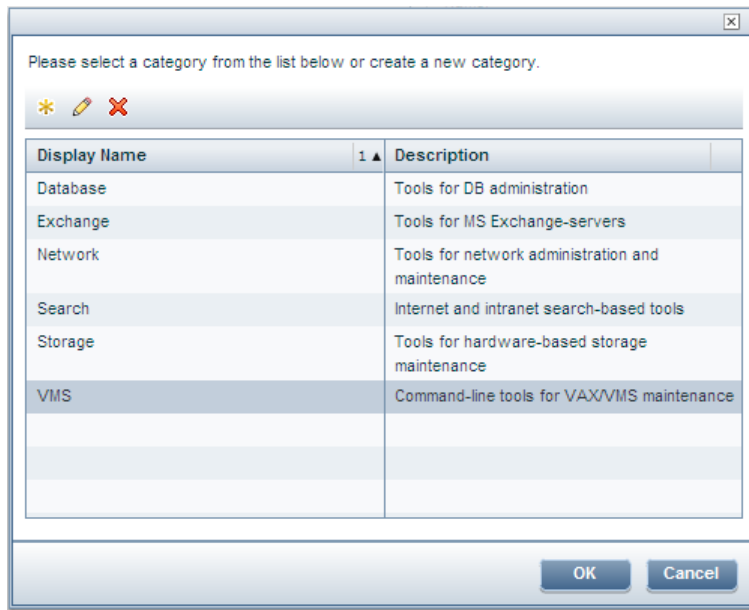 Please select a category from the list below or create a new category.
Display Name 1 ▲ Description
Database Tools for DB administration
Exchange Tools for MS Exchange-servers
Network Tools for network administration and
maintenance
Search Internet and intranet search-based tools
Storage Tools for hardware-based storage
maintenance
VMS Command-line tools for VAX/VMS maintenance
OK Cancel